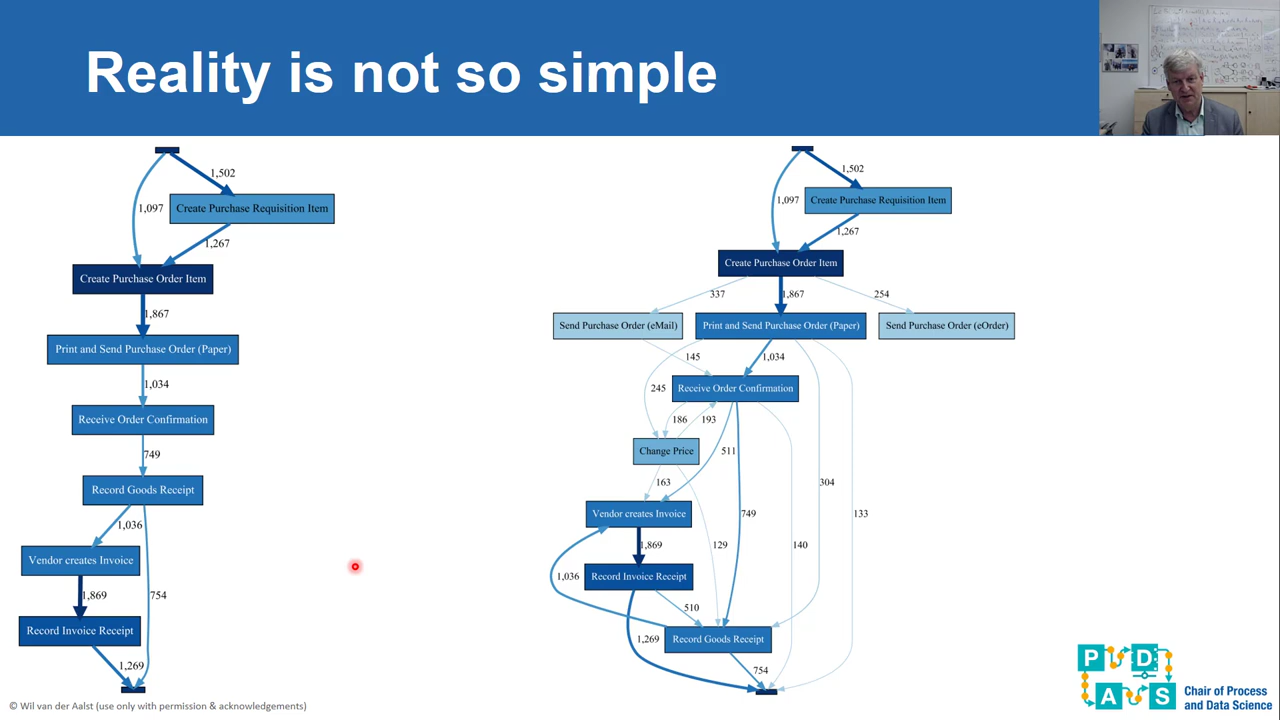 Reality is not so simple
1,502
1,097
Create Purchase Requisition Item
1,267
Create Purchase Order Item
1,867
Print and Send Purchase Order (Paper)
1,034
Receive Order Confirmation
749
Record Goods Receipt
1,036
Vendor creates Invoice
1,869
754
Record Invoice Receipt
1,269
1,502
1,097
Create Purchase Requisition Item
1,267
Create Purchase Order Item
337
1,867
254
Send Purchase Order (eMail)
Print and Send Purchase Order (Paper)
Send Purchase Order (eOrder)
145
1,034
245
Receive Order Confirmation
186
193
Change Price
511
163
304
Vendor creates Invoice
749
133
1,869
129
140
1,036
Record Invoice Receipt
510
1,269
Record Goods Receipt
754
P D
A S
Chair of Process
and Data Science
© Wil van der Aalst (use only with permission & acknowledgements)